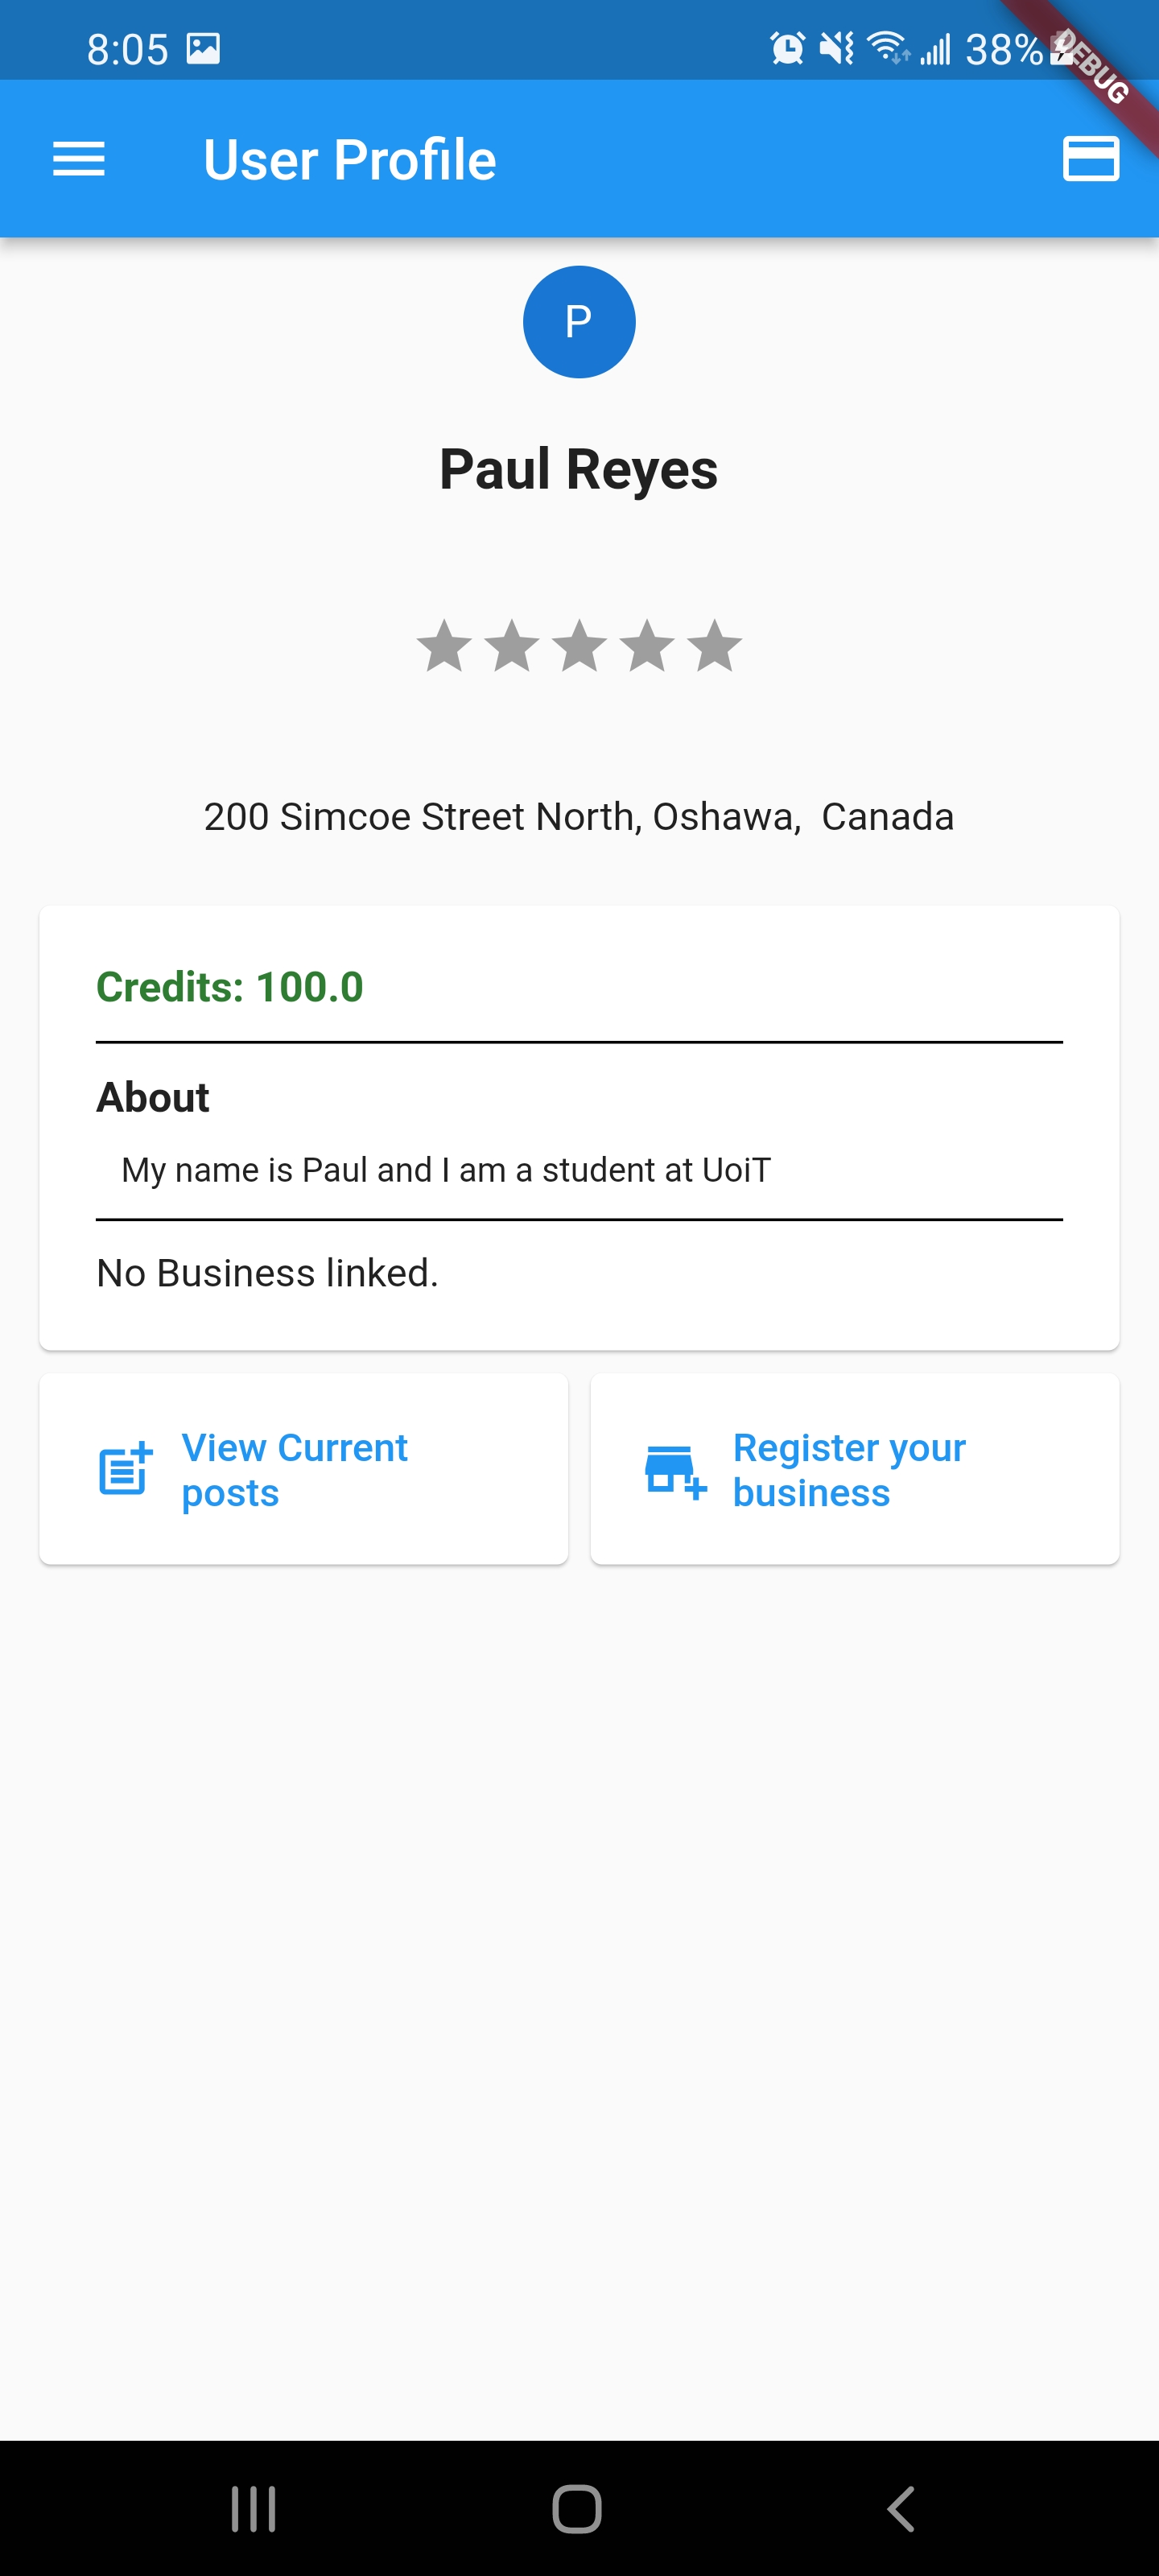 8:05
38%
DEBUG
User Profile
P
Paul Reyes
200 Simcoe Street North, Oshawa,  Canada
Credits: 100.0
About
My name is Paul and I am a student at UoiT
No Business linked.
View Current
posts
Register your
business